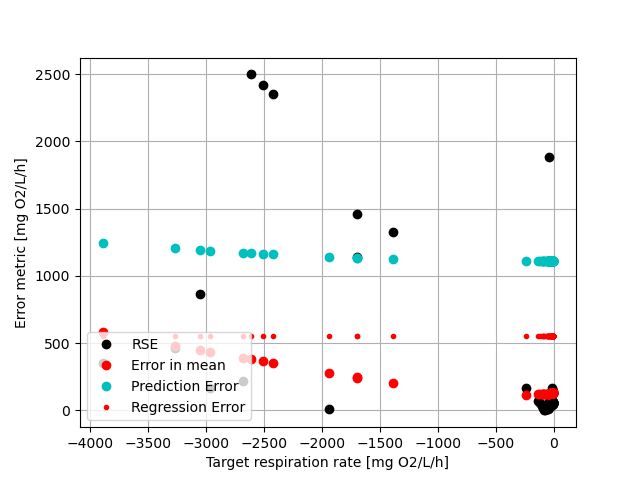 2500
2000
1500
1000
500
0
Error metric [mg O2/L/h]
RSE
Error in mean
Prediction Error
Regression Error
−4000 −3500 −3000 −2500 −2000 −1500 −1000 −500 0
Target respiration rate [mg O2/L/h]